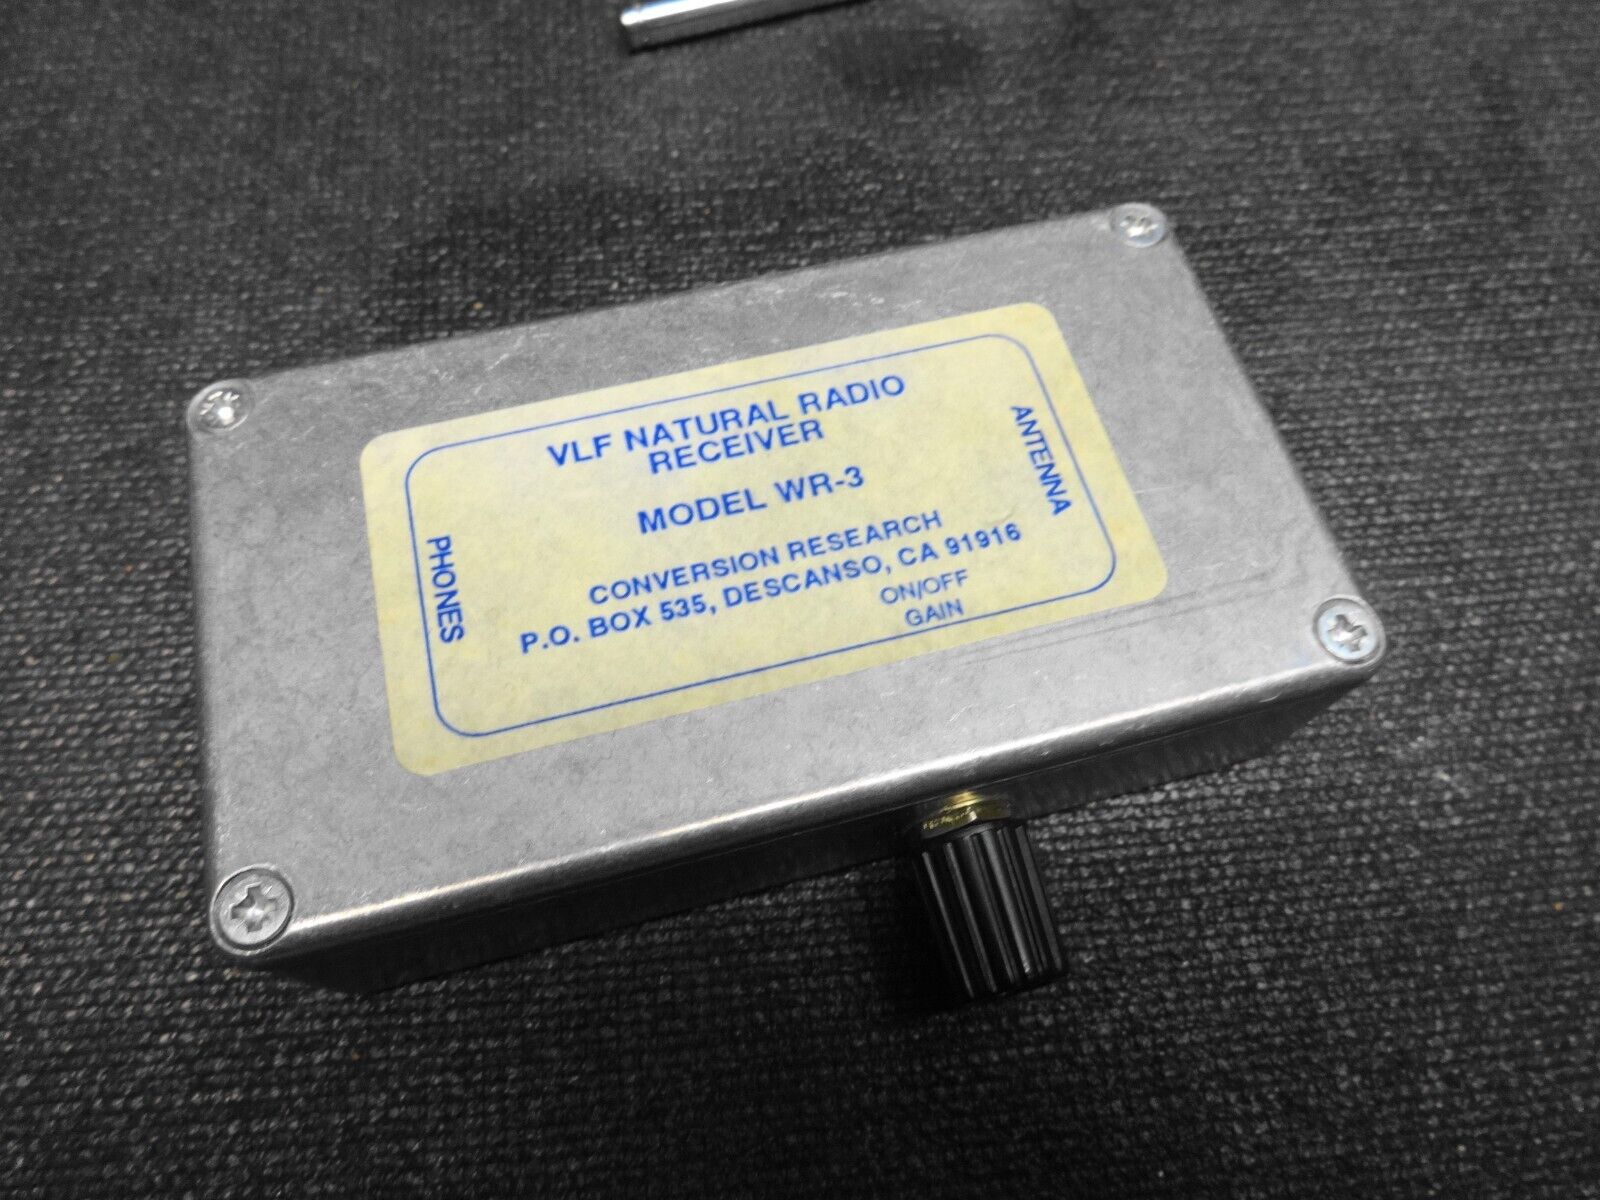 VLF NATURAL RADIO
RECEIVER
MODEL WR-3
CONVERSION RESEARCH
P.O. BOX 535, DESCANSO, CA 91916
ON/OFF
GAIN
PHONES
ANTENNA